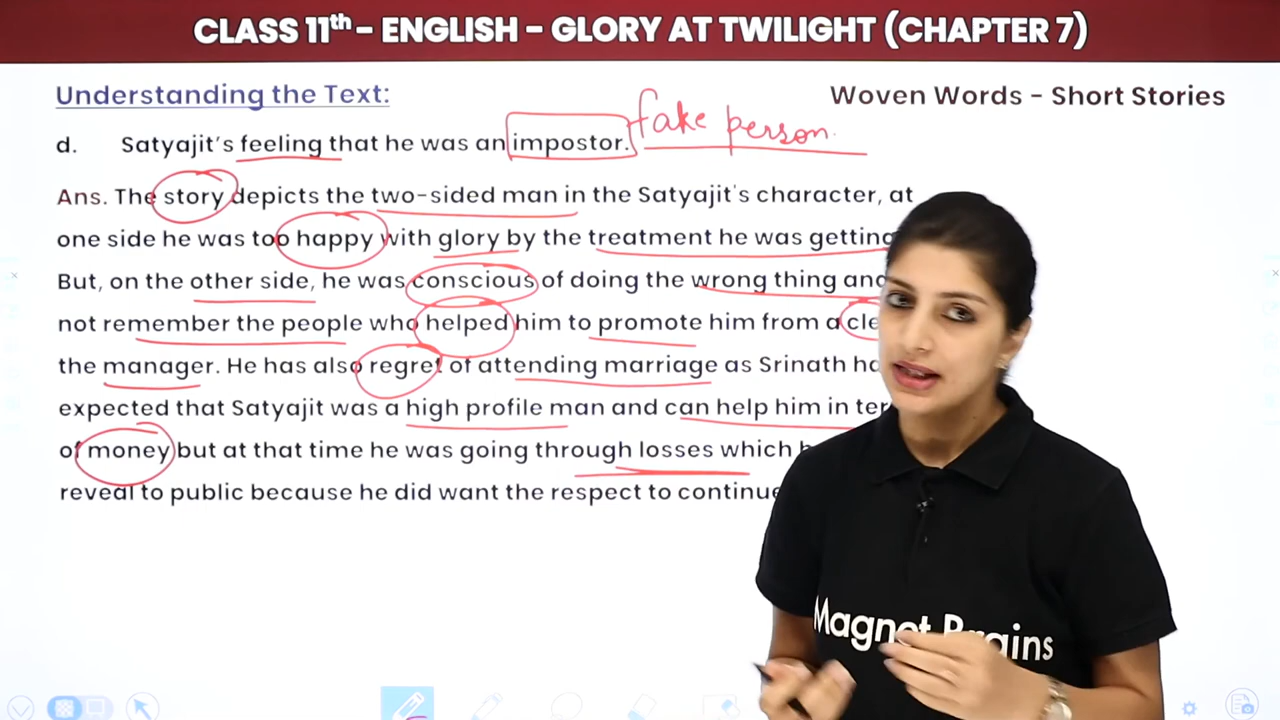 CLASS 11th - ENGLISH - GLORY AT TWILIGHT (CHAPTER 7)
Understanding the Text:
Woven Words - Short Stories
fake person.
d. Satyajit's feeling that he was an impostor.
Ans. The story depicts the two-sided man in the Satyajit's character, at
one side he was too happy with glory by the treatment he was getting
But, on the other side, he was conscious of doing the wrong thing and
not remember the people who helped him to promote him from a
the manager. He has also regret of attending marriage as Srinath
expected that Satyajit was a high profile man and can help him in
of money but at that time he was going through losses which
reveal to public because he did want the respect to continue
Magnet Brains